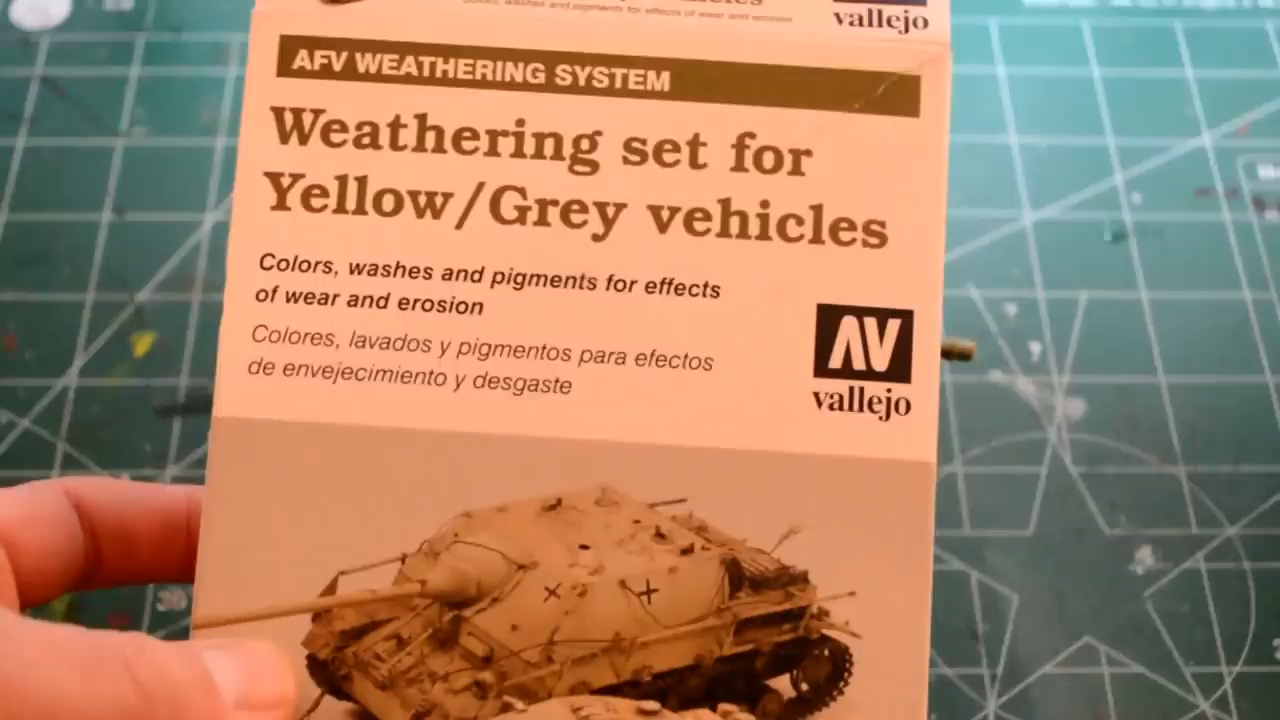 vallejo
AFV WEATHERING SYSTEM
Weathering set for
Yellow/Grey vehicles
Colors, washes and pigments for effects
of wear and erosion
Colores, lavados y pigmentos para efectos
de envejecimiento y desgaste
AV
vallejo